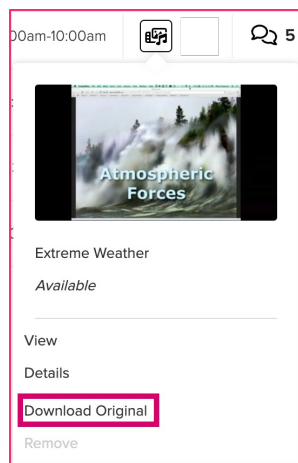 00am-10:00am
5
Atmospheric
Forces
Extreme Weather
Available
View
Details
Download Original
Remove